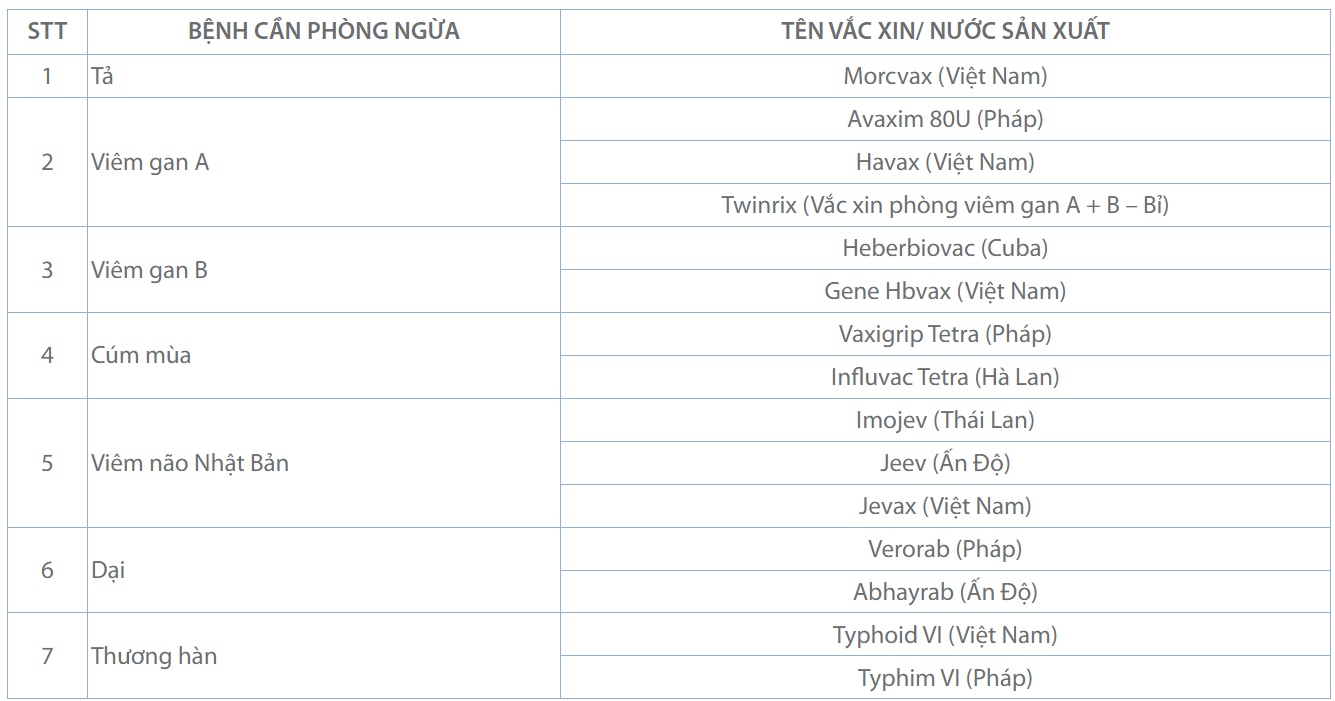 STT BỆNH CẦN PHÒNG NGỪA TÊN VẮC XIN/ NƯỚC SẢN XUẤT
1 Tả Morcvax (Việt Nam)
2 Viêm gan A Avaxim 80U (Pháp)
Havax (Việt Nam)
Twinrix (Vắc xin phòng viêm gan A + B – Bỉ)
3 Viêm gan B Heberbiovac (Cuba)
Gene Hbvax (Việt Nam)
4 Cúm mùa Vaxigrip Tetra (Pháp)
Influvac Tetra (Hà Lan)
5 Viêm não Nhật Bản Imojev (Thái Lan)
Jeev (Ấn Độ)
Jevax (Việt Nam)
6 Dại Verorab (Pháp)
Abhayrab (Ấn Độ)
7 Thương hàn Typhoid VI (Việt Nam)
Typhim VI (Pháp)